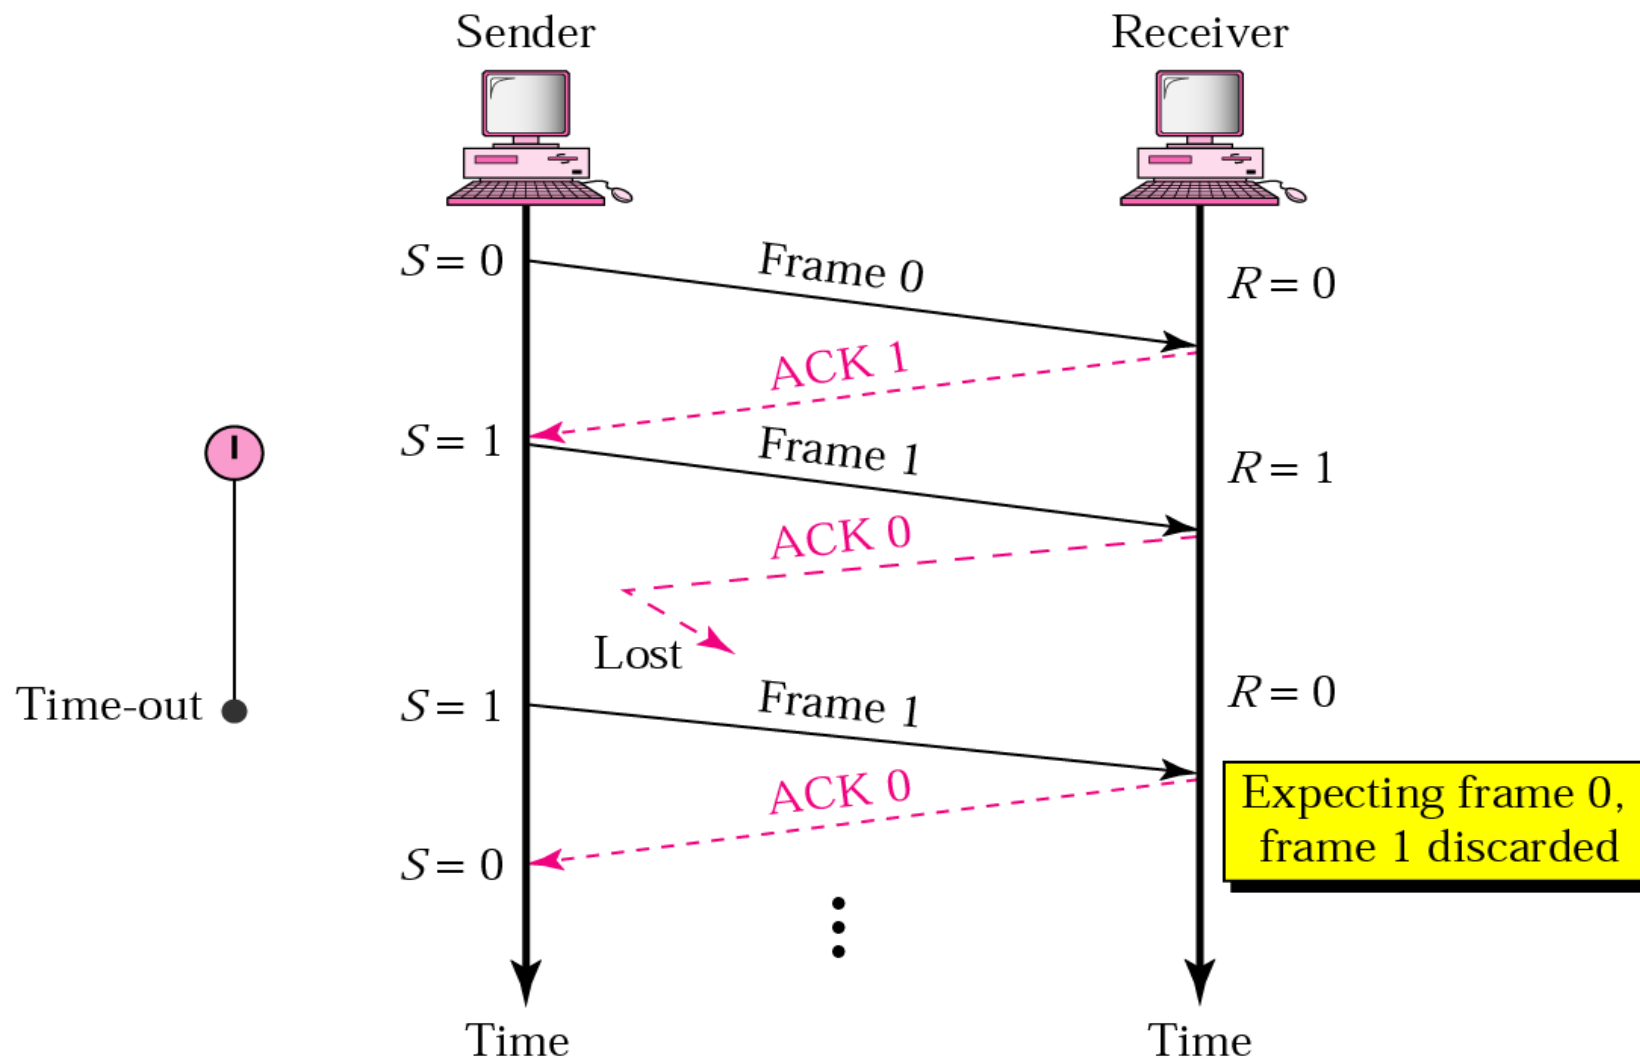 Sender
Receiver
S = 0
Frame 0
R = 0
ACK 1
S = 1
Frame 1
R = 1
ACK 0
Lost
Time-out
S = 1
Frame 1
R = 0
ACK 0
Expecting frame 0,
frame 1 discarded
S = 0
Time
Time